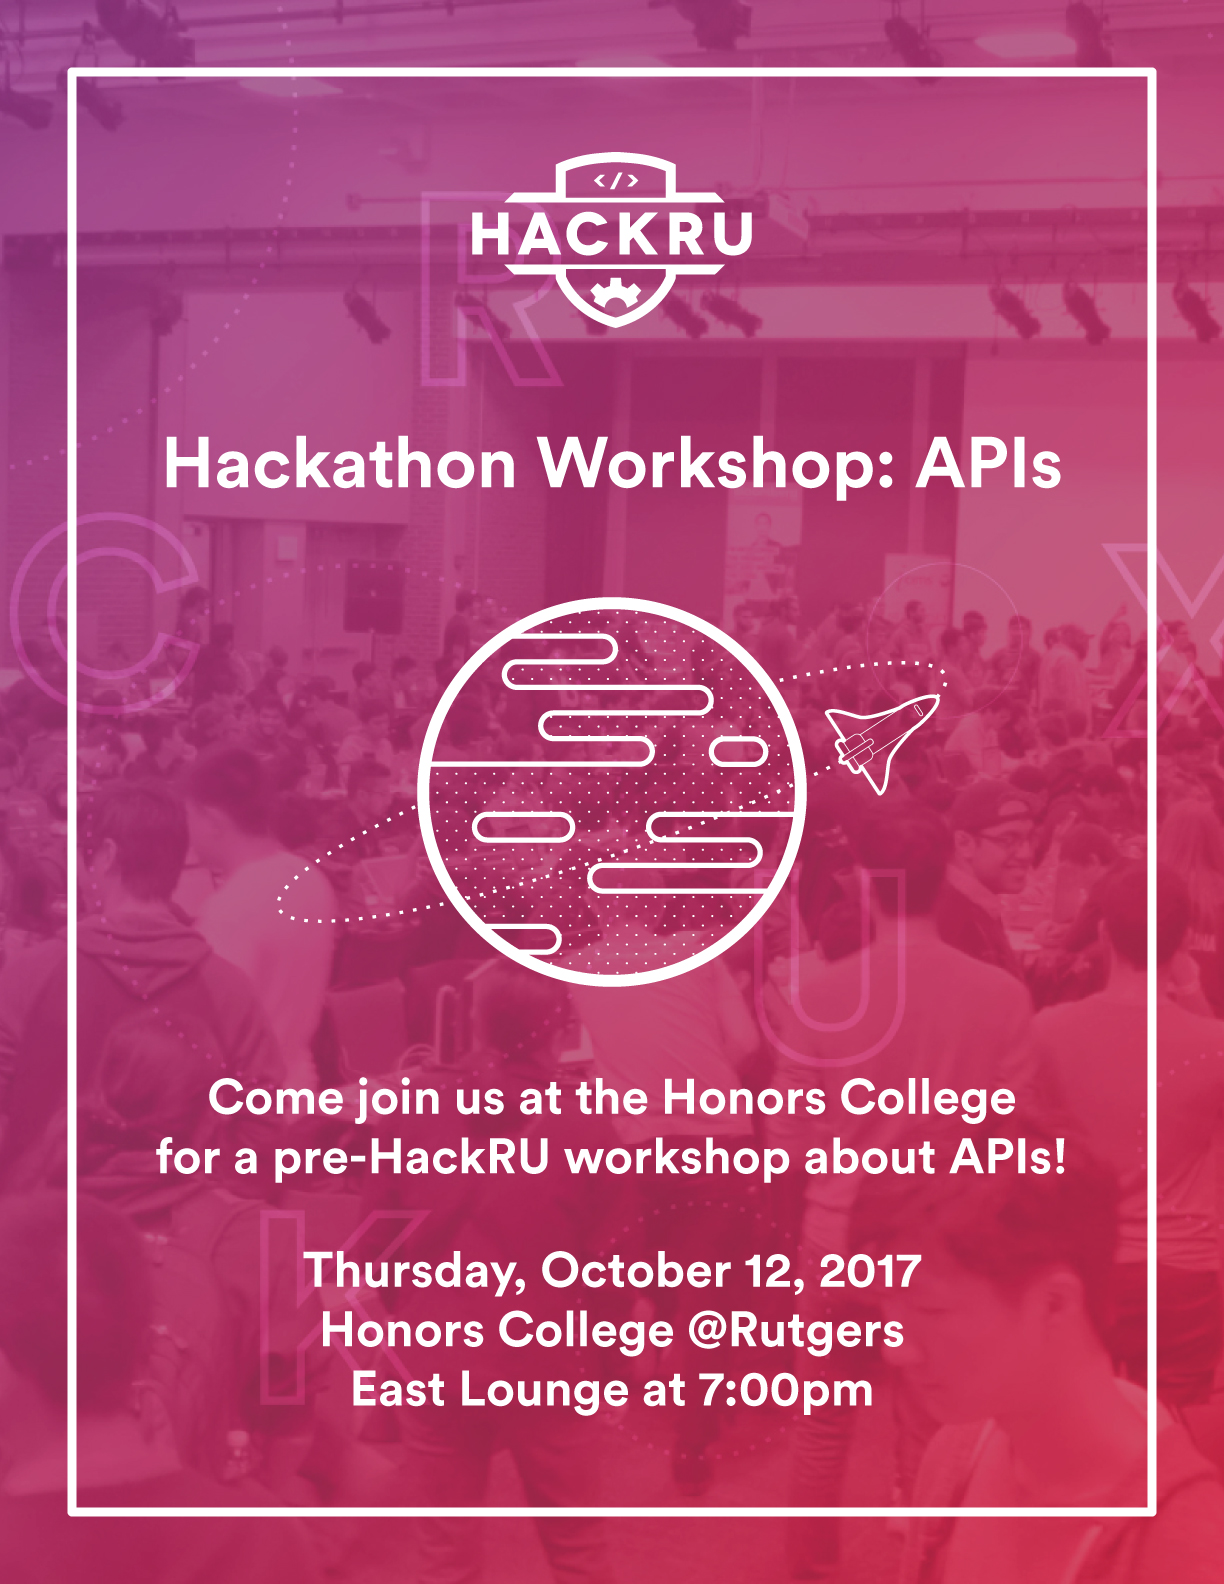 </>
HACKRU
Hackathon Workshop: APIs
R
C
X
U
Come join us at the Honors College
for a pre-HackRU workshop about APIs!
K
Thursday, October 12, 2017
Honors College @Rutgers
East Lounge at 7:00pm